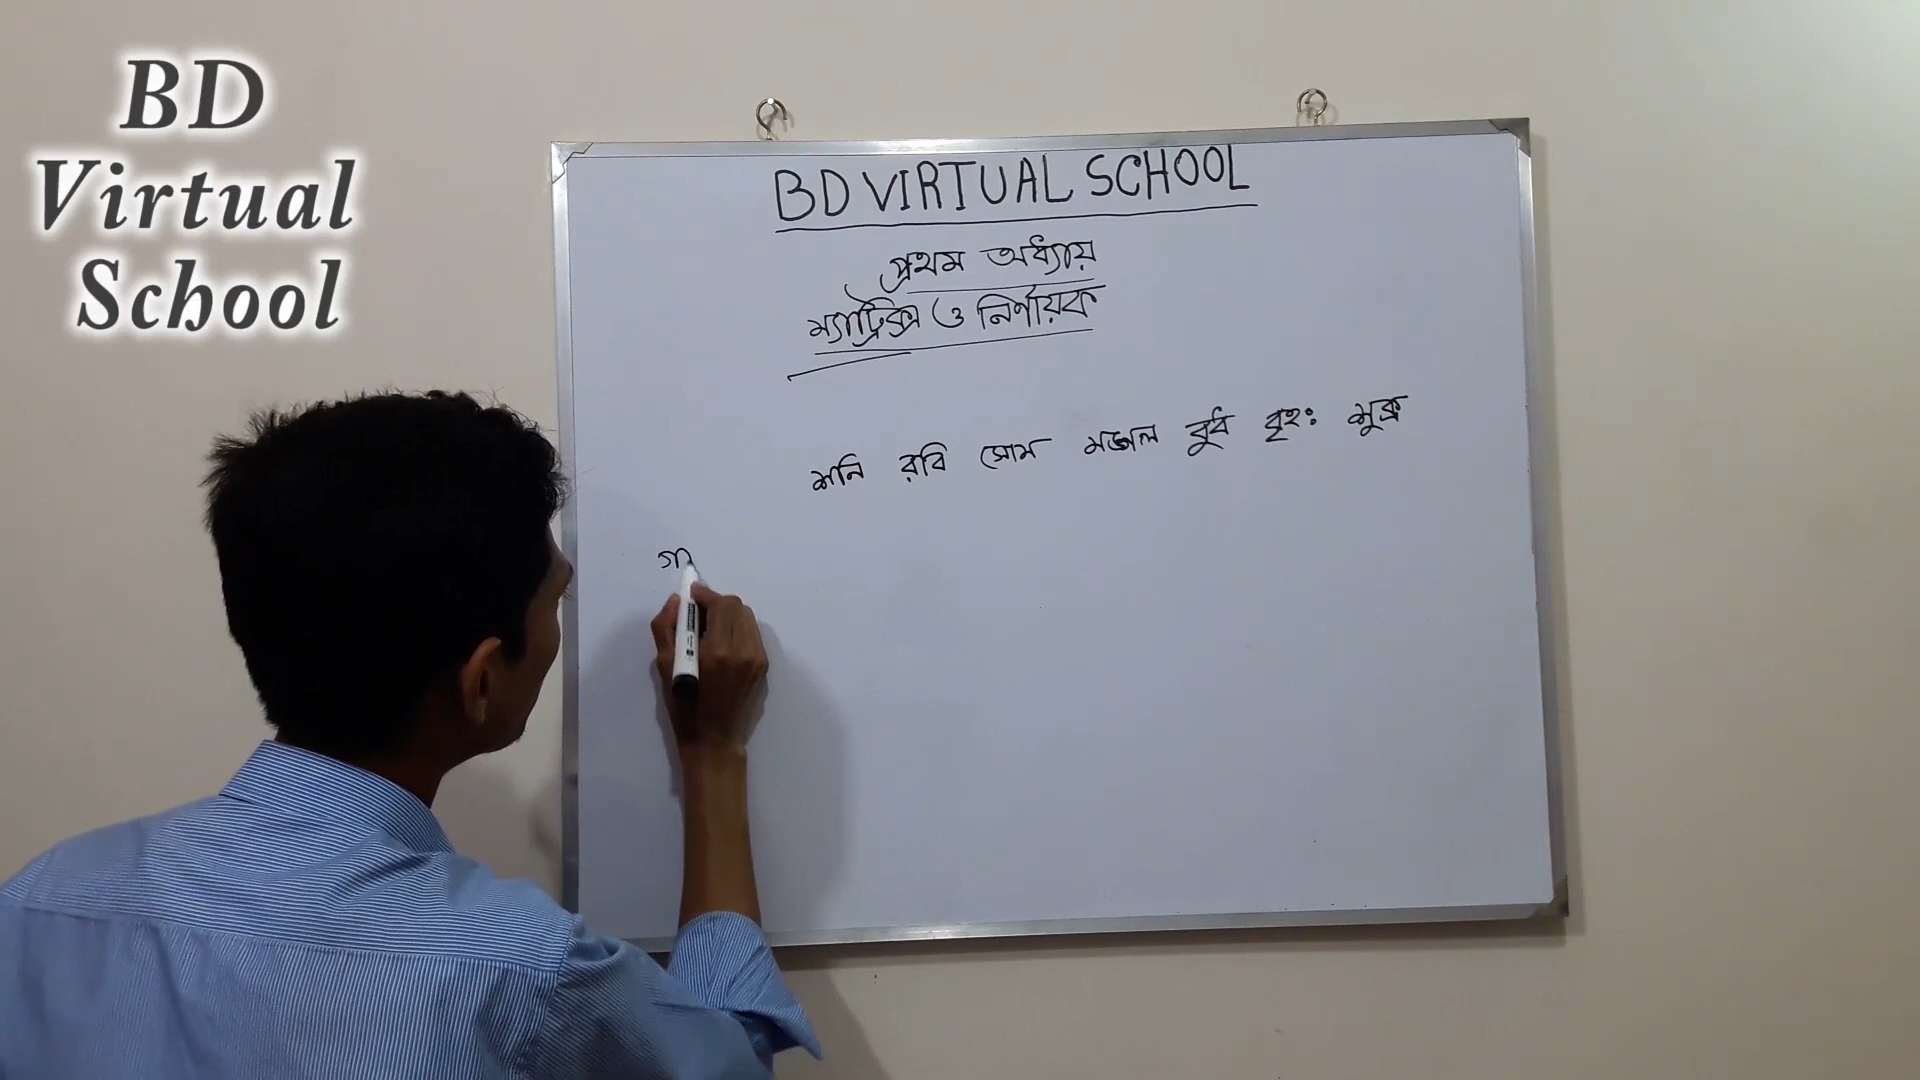 BD
Virtual
School
BD VIRTUAL SCHOOL
প্রথম অধ্যায়
ম্যাট্রিক্স ও নির্ণায়ক
শনি রবি সোম মঙ্গল বুধ বৃহঃ শুক্র
গ